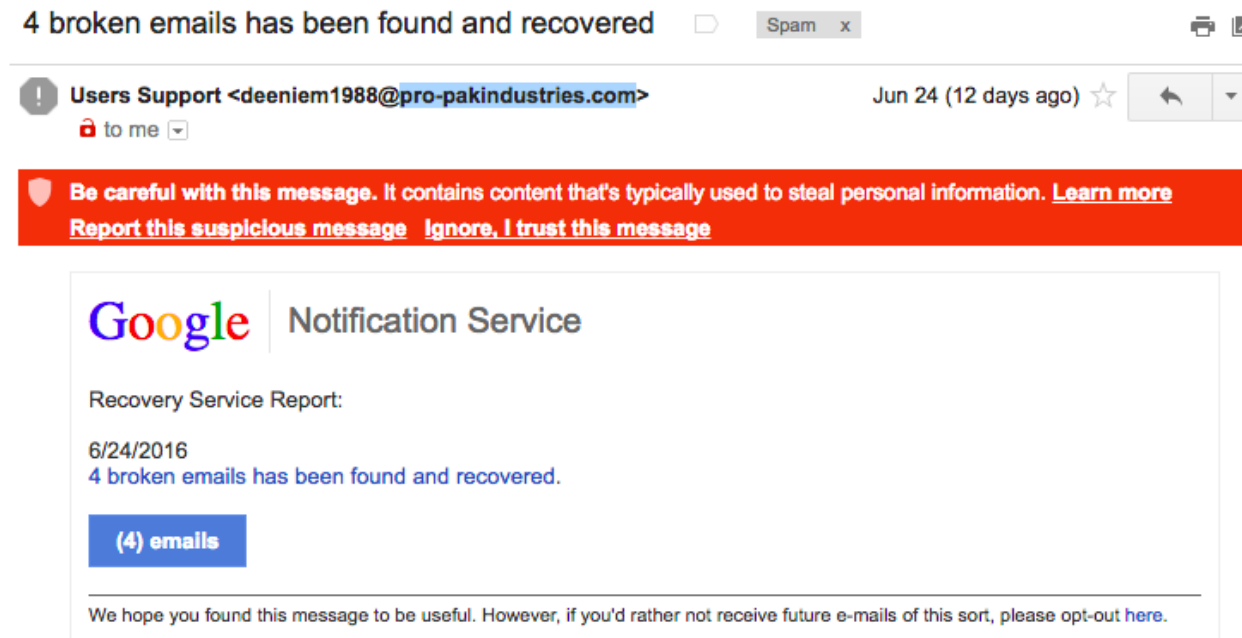 4 broken emails has been found and recovered Spam x
Users Support <deeniem1988@pro-pakindustries.com> Jun 24 (12 days ago)
to me
Be careful with this message. It contains content that's typically used to steal personal information. Learn more
Report this suspicious message Ignore, I trust this message
Google Notification Service
Recovery Service Report:
6/24/2016
4 broken emails has been found and recovered.
(4) emails
We hope you found this message to be useful. However, if you'd rather not receive future e-mails of this sort, please opt-out here.